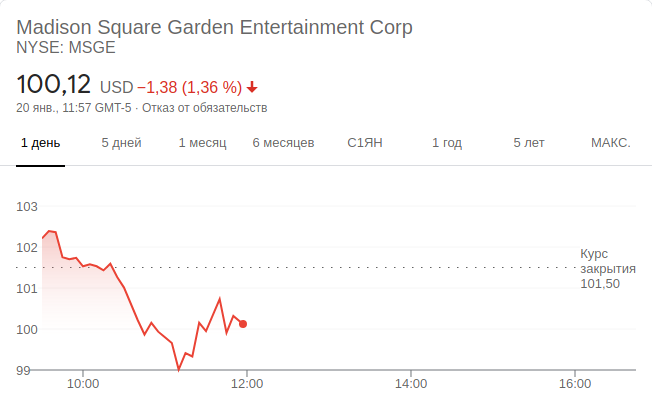 Madison Square Garden Entertainment Corp
NYSE: MSGE
100,12 USD −1,38 (1,36 %)
20 янв., 11:57 GMT-5 · Отказ от обязательств
1 день 5 дней 1 месяц 6 месяцев С1ЯН 1 год 5 лет МАКС.
103
102
Курс
закрытия
101,50
101
100
99
10:00 12:00 14:00 16:00